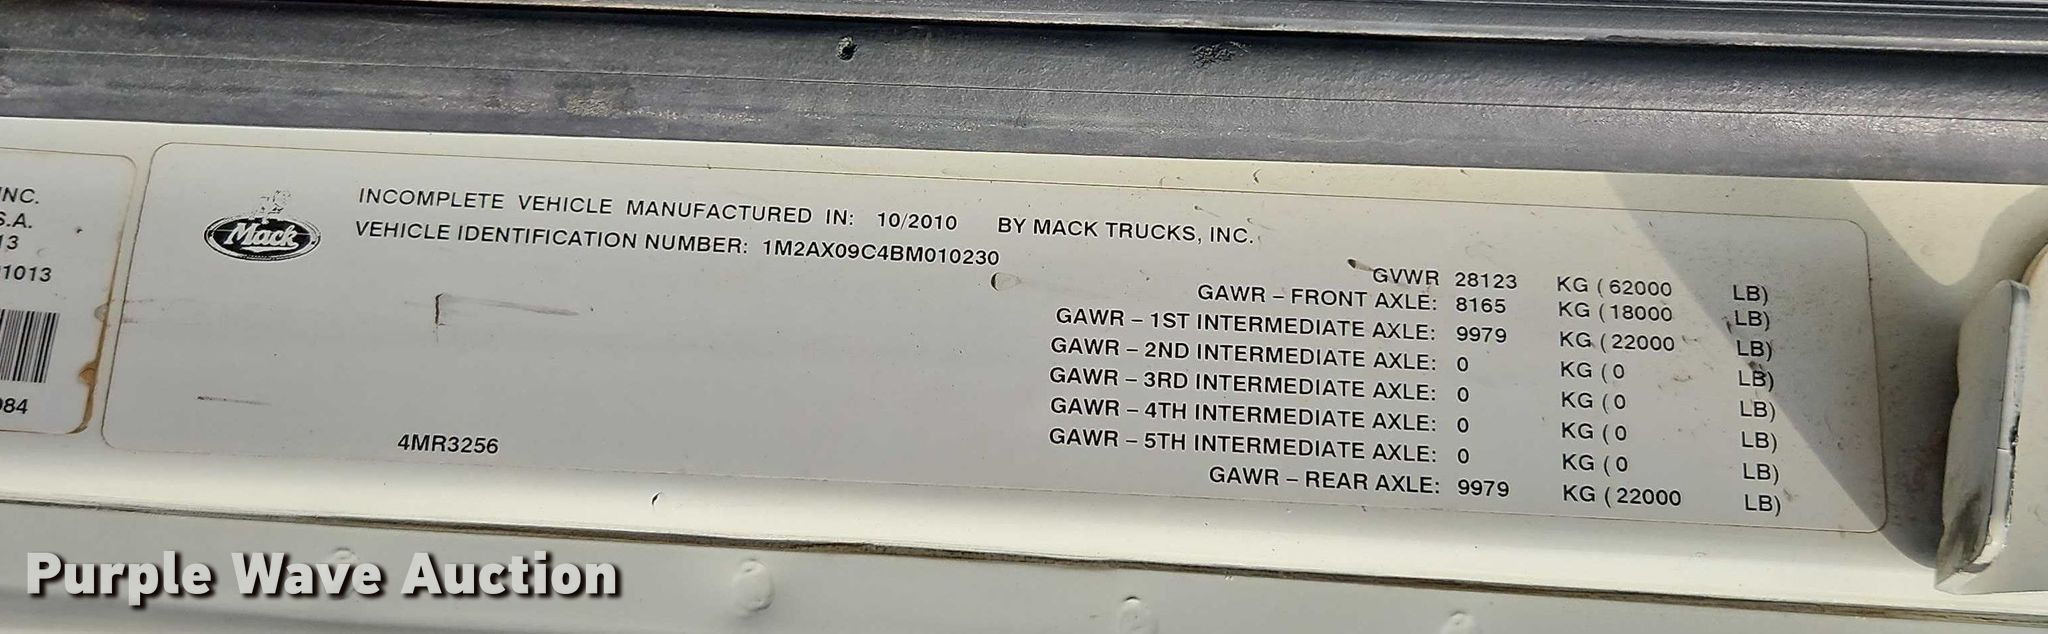 INC.
S.A.
13
1013
984
Mack
INCOMPLETE VEHICLE MANUFACTURED IN: 10/2010 BY MACK TRUCKS, INC.
VEHICLE IDENTIFICATION NUMBER: 1M2AX09C4BM010230
GVWR 28123 KG ( 62000 LB)
GAWR – FRONT AXLE: 8165 KG ( 18000 LB)
GAWR – 1ST INTERMEDIATE AXLE: 9979 KG ( 22000 LB)
GAWR – 2ND INTERMEDIATE AXLE: 0 KG ( 0 LB)
GAWR – 3RD INTERMEDIATE AXLE: 0 KG ( 0 LB)
GAWR – 4TH INTERMEDIATE AXLE: 0 KG ( 0 LB)
GAWR – 5TH INTERMEDIATE AXLE: 0 KG ( 0 LB)
GAWR – REAR AXLE: 9979 KG ( 22000 LB)
4MR3256
Purple Wave Auction